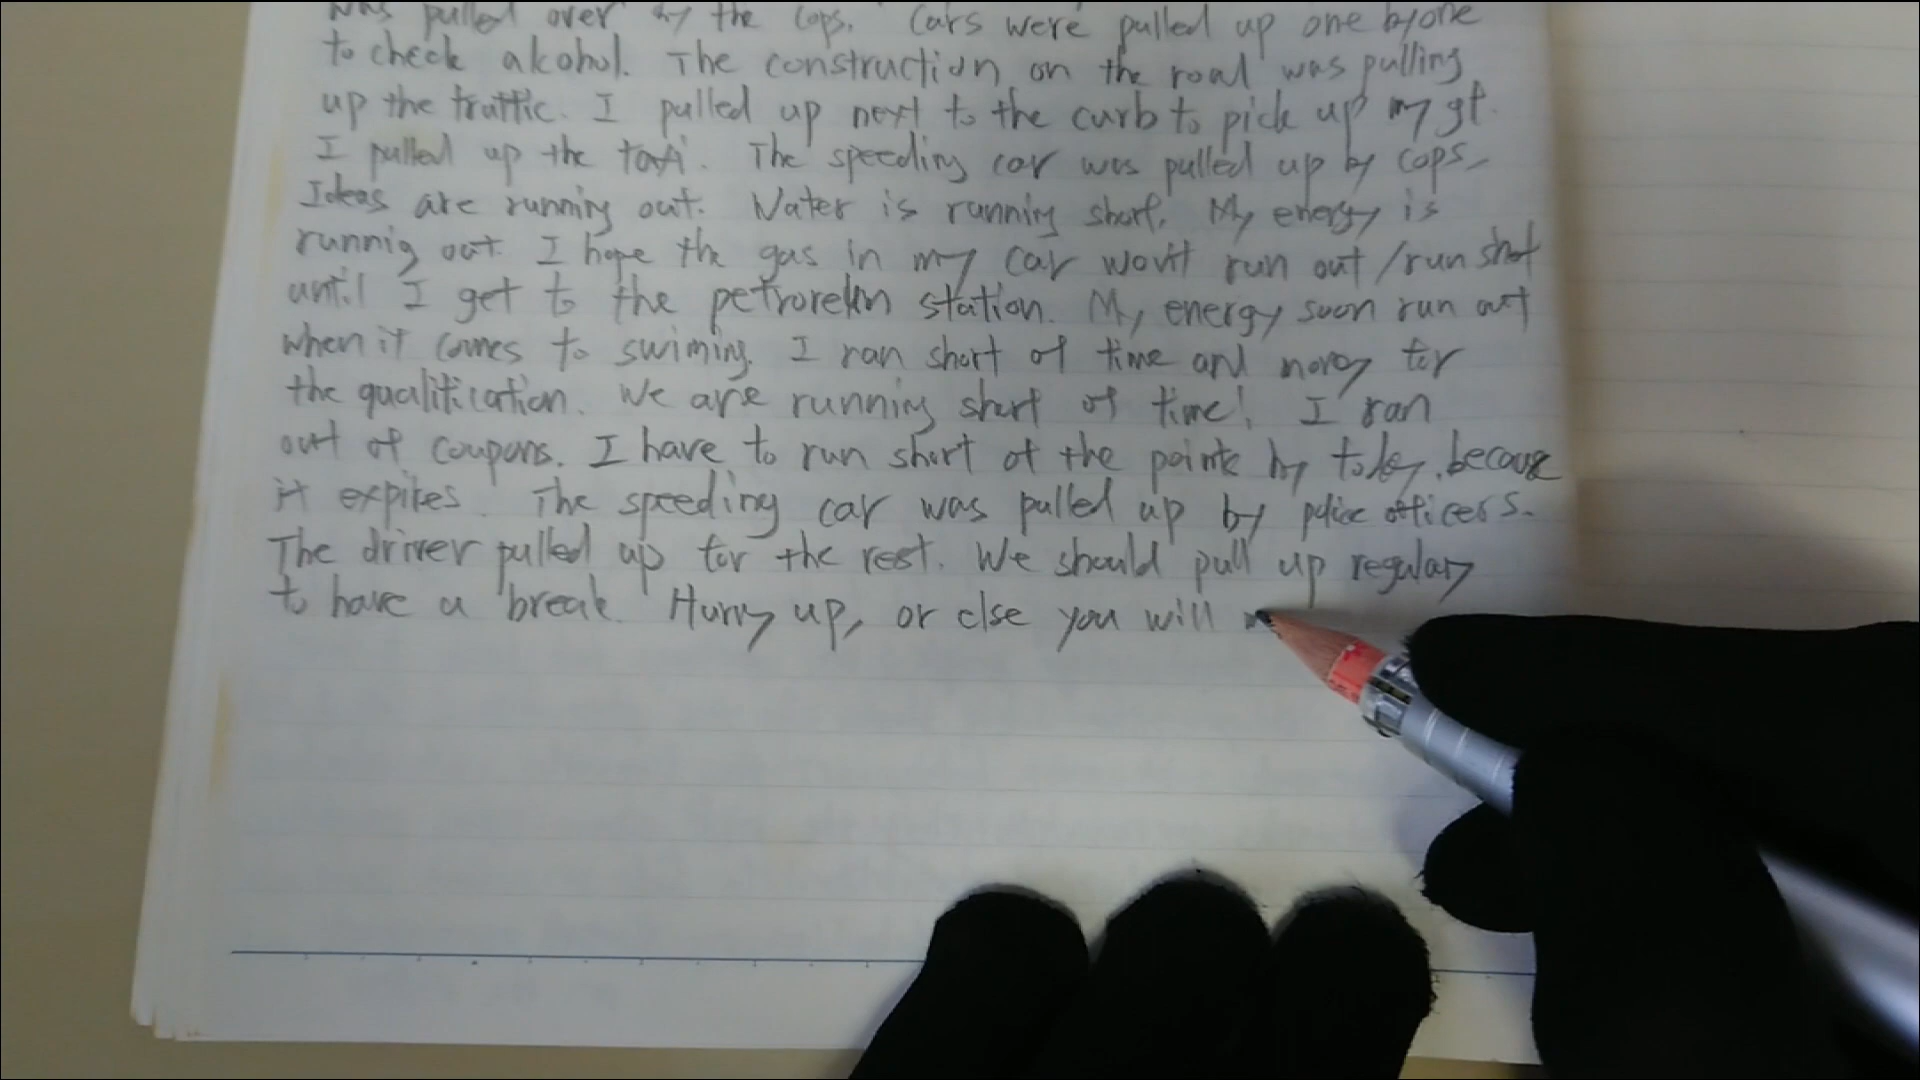 was pulled over by the cops. Cars were pulled up one by one
to check alkohol. The construction on the road was pulling
up the traffic. I pulled up next to the curb to pick up my gf.
I pulled up the taxi. The speeding car was pulled up by cops.
Ideas are running out. Water is running short. My energy is
runnig out. I hope the gas in my car won't run out / run short
until I get to the station. My energy soon run out
when it comes to swiming. I ran short of time and money for
the qualification. We are running short of time! I ran
out of coupons. I have to run short of the points by today, because
it expires. The speeding car was pulled up by police officers.
The driver pulled up for the rest. We should pull up regulary
to have a break. Hurry up, or else you will